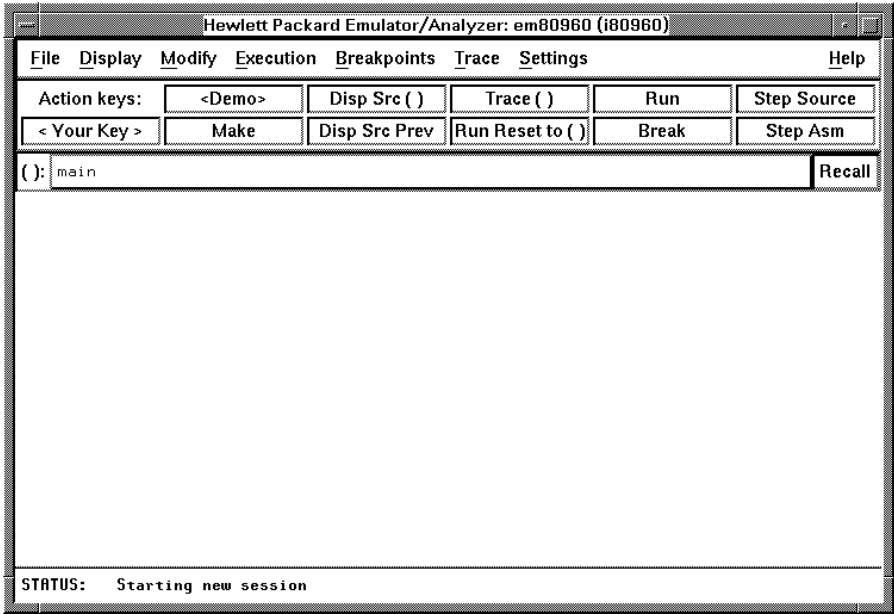 Hewlett Packard Emulator/Analyzer: em80960 (i80960)
File Display Modify Execution Breakpoints Trace Settings Help
Action keys: <Demo> Disp Src ( ) Trace ( ) Run Step Source
< Your Key > Make Disp Src Prev Run Reset to ( ) Break Step Asm
( ): main Recall
STATUS: Starting new session